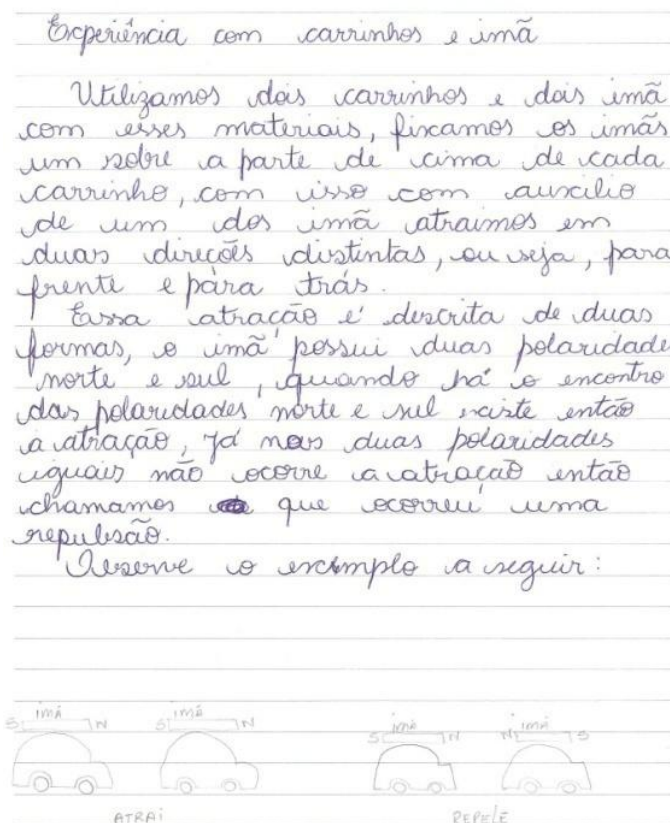 Experiência com carrinhos e imã
Utilizamos dois carrinhos e dois imã
com esses materiais, fixamos os imãs
um sobre a parte de cima de cada
carrinho, com isso com auxilio
de um dos imã atraimos em
duas direções distintas, ou seja, para
frente e para trás.
Essa atração é descrita de duas
formas, o imã possui duas polaridade
norte e sul, quando há o encontro
das polaridades norte e sul existe então
a atração, já nas duas polaridades
iguais não ocorre a atração então
chamamos que ocorreu uma
repulsão.
Observe o exemplo a seguir:
imã imã imã imã
S N S N S N N S
ATRAI REPELE